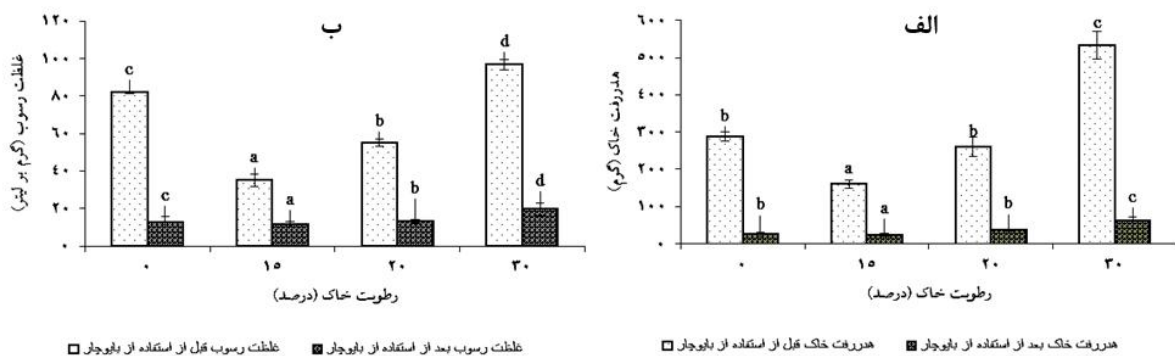 الف
هدررفت خاک (گرم)
۶۰۰
۵۰۰
۴۰۰
۳۰۰
۲۰۰
۱۰۰
۰
b
b
a
a
b
b
c
c
۰ ۱۵ ۲۰ ۳۰
رطوبت خاک (درصد)
هدررفت خاک قبل از استفاده از بایوچار
هدررفت خاک بعد از استفاده از بایوچار
ب
غلظت رسوب (گرم بر لیتر)
۱۲۰
۱۰۰
۸۰
۶۰
۴۰
۲۰
۰
c
c
a
a
b
b
d
d
۰ ۱۵ ۲۰ ۳۰
رطوبت خاک (درصد)
غلظت رسوب قبل از استفاده از بایوچار
غلظت رسوب بعد از استفاده از بایوچار